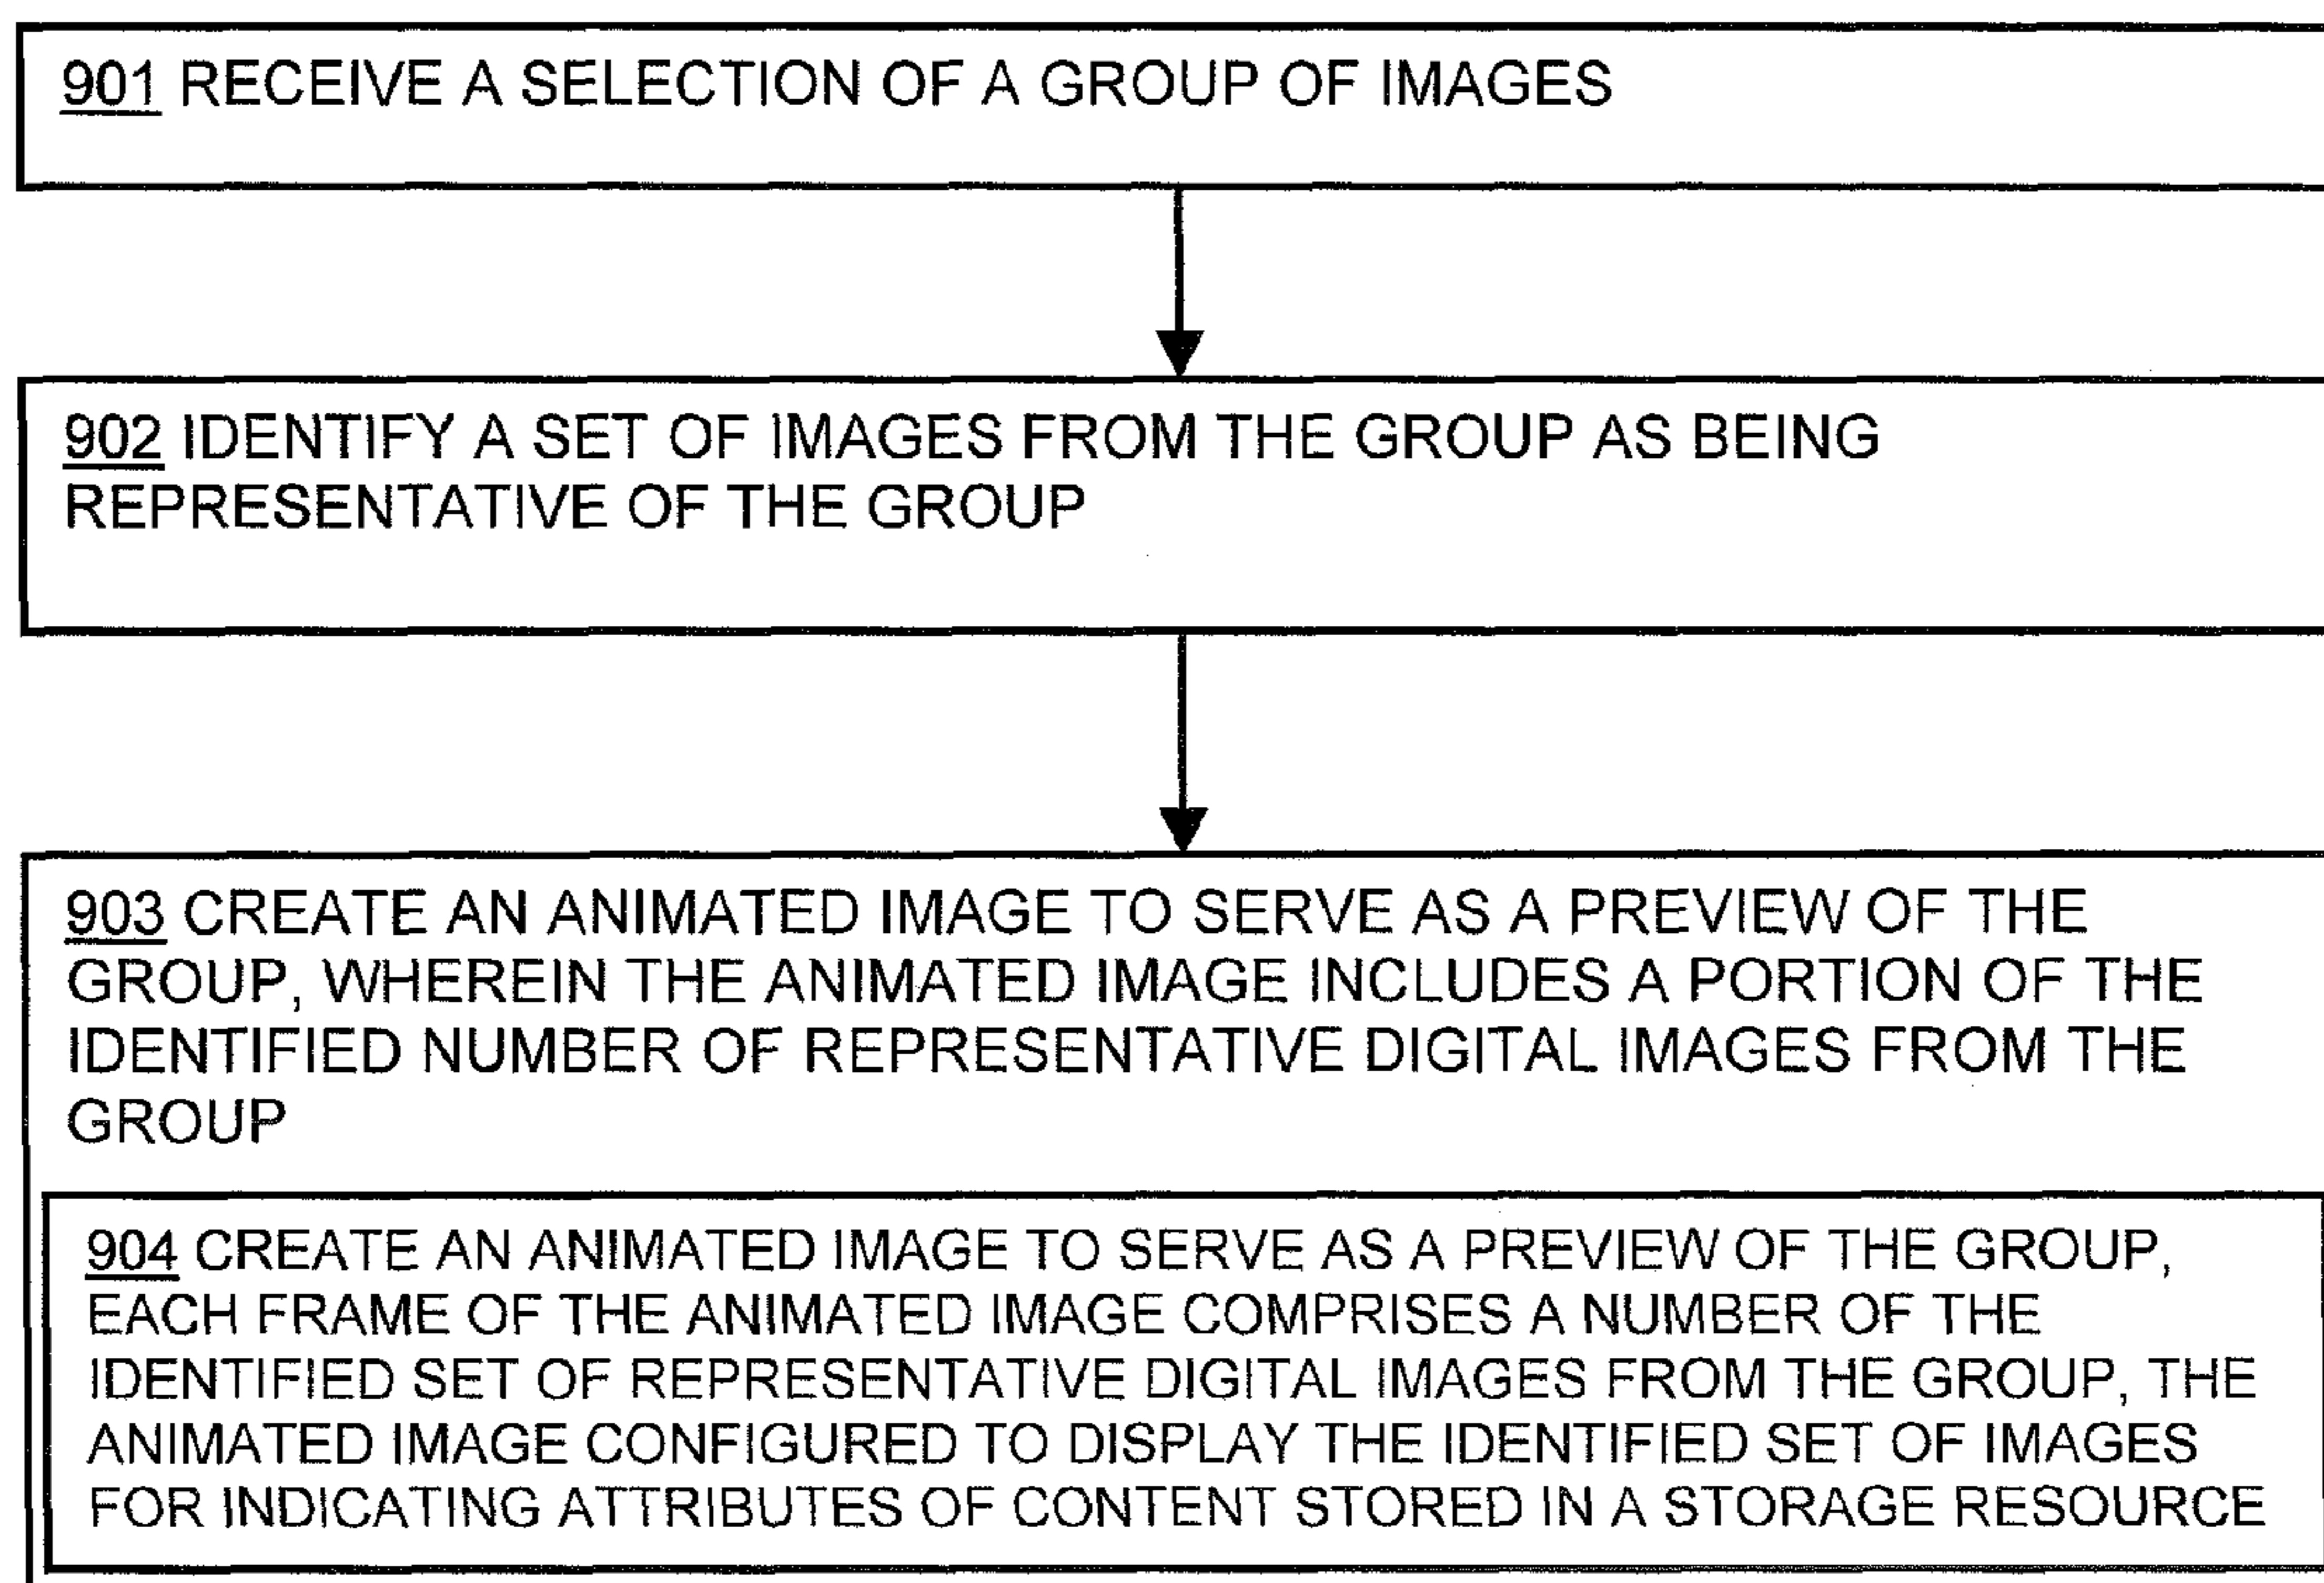 901 RECEIVE A SELECTION OF A GROUP OF IMAGES
902 IDENTIFY A SET OF IMAGES FROM THE GROUP AS BEING
REPRESENTATIVE OF THE GROUP
903 CREATE AN ANIMATED IMAGE TO SERVE AS A PREVIEW OF THE
GROUP, WHEREIN THE ANIMATED IMAGE INCLUDES A PORTION OF THE
IDENTIFIED NUMBER OF REPRESENTATIVE DIGITAL IMAGES FROM THE
GROUP
904 CREATE AN ANIMATED IMAGE TO SERVE AS A PREVIEW OF THE GROUP,
EACH FRAME OF THE ANIMATED IMAGE COMPRISES A NUMBER OF THE
IDENTIFIED SET OF REPRESENTATIVE DIGITAL IMAGES FROM THE GROUP, THE
ANIMATED IMAGE CONFIGURED TO DISPLAY THE IDENTIFIED SET OF IMAGES
FOR INDICATING ATTRIBUTES OF CONTENT STORED IN A STORAGE RESOURCE